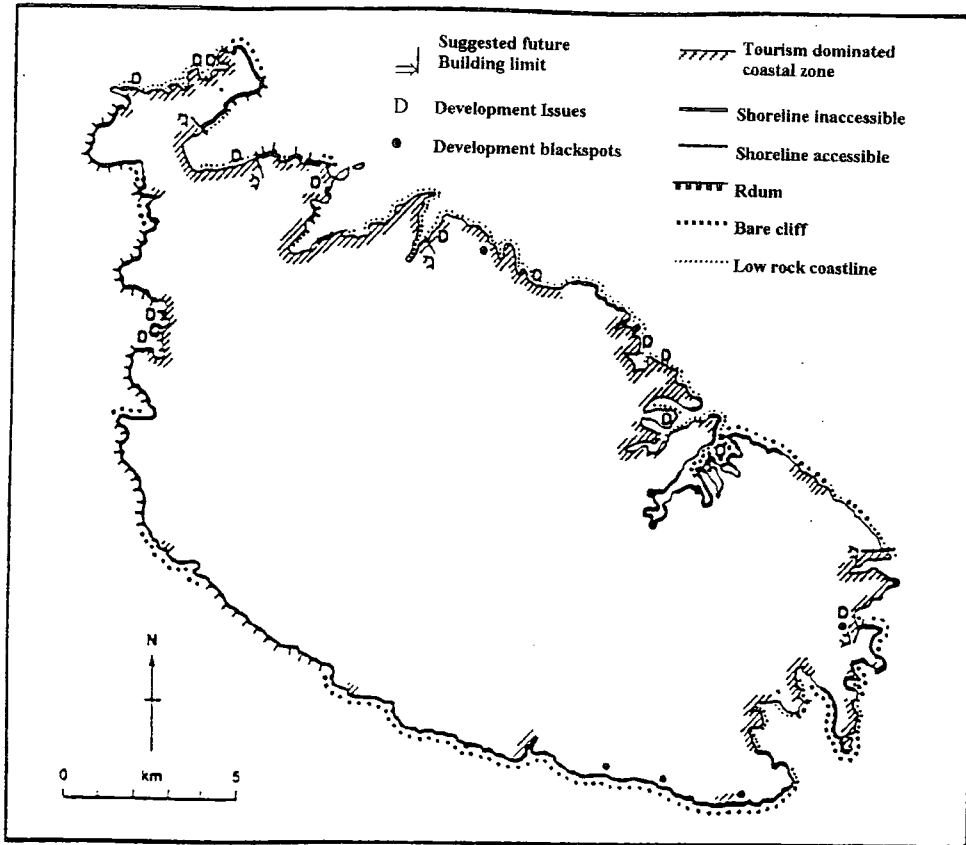 Suggested future
Building limit
D Development Issues
Development blackspots
Tourism dominated
coastal zone
Shoreline inaccessible
Shoreline accessible
Rdum
Bare cliff
Low rock coastline
D
D D
D
D
D
D
D
D
D
D
D
D
D
D
N
0 km 5